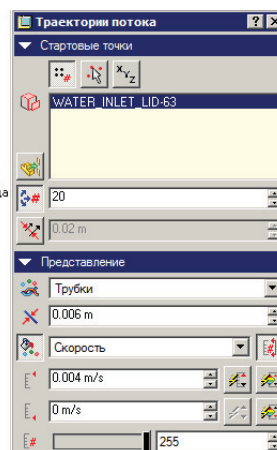 Траектории потока
Стартовые точки
WATER_INLET_LID-63
20
0.02 m
Представление
Трубки
0.006 m
Скорость
0.004 m/s
0 m/s
255